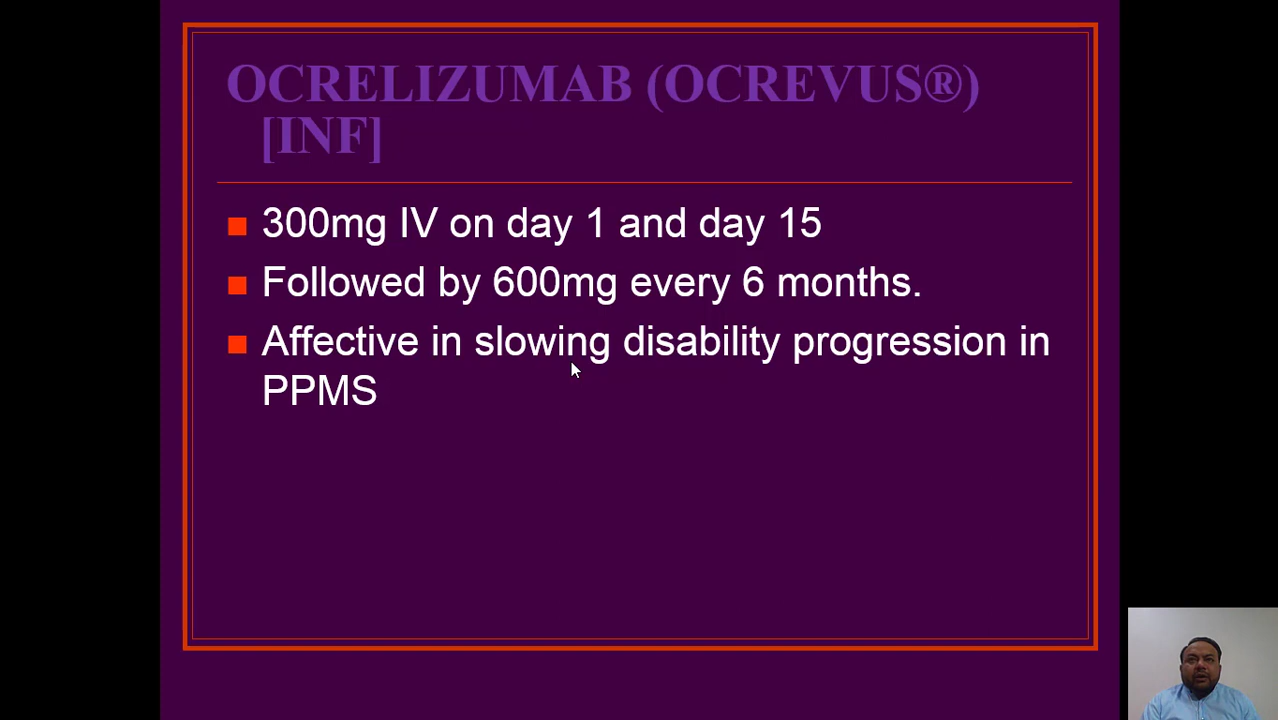 OCRELIZUMAB (OCREVUS®)
[INF]
300mg IV on day 1 and day 15
Followed by 600mg every 6 months.
Affective in slowing disability progression in
PPMS